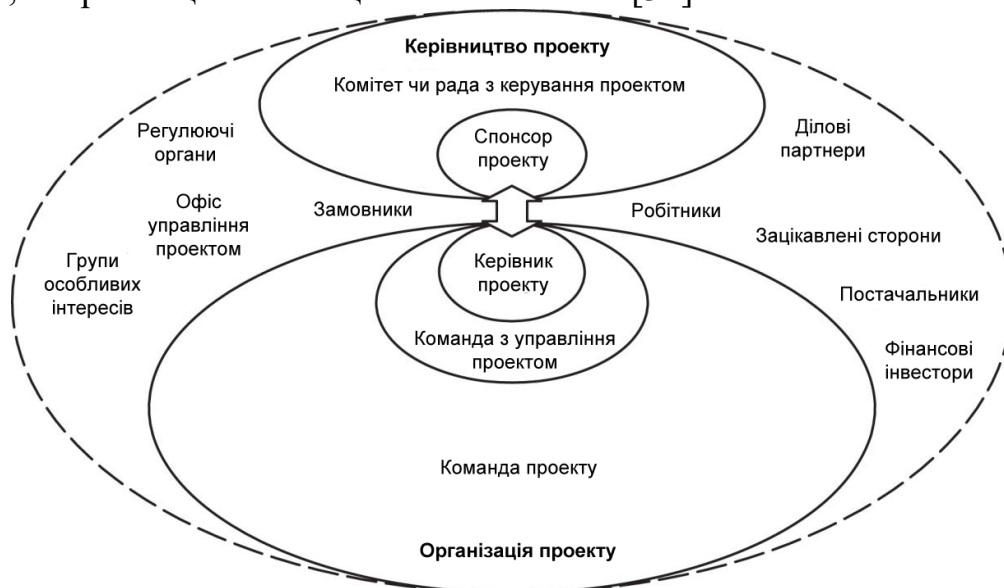 Керівництво проекту
Комітет чи рада з керування проектом
Спонсор
проекту
Регулюючі
органи
Ділові
партнери
Офіс
управління
проектом
Замовники
Робітники
Зацікавлені сторони
Групи
особливих
інтересів
Керівник
проекту
Постачальники
Команда з управління
проектом
Фінансові
інвестори
Команда проекту
Організація проекту